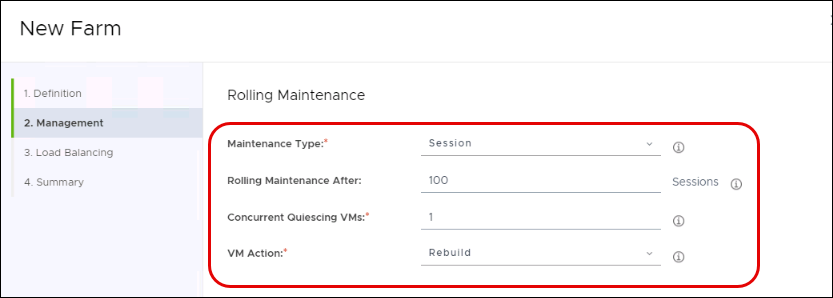 New Farm
1. Definition
2. Management
3. Load Balancing
4. Summary
Rolling Maintenance
Maintenance Type:* Session
Rolling Maintenance After: 100 Sessions
Concurrent Quiescing VMs:* 1
VM Action:* Rebuild